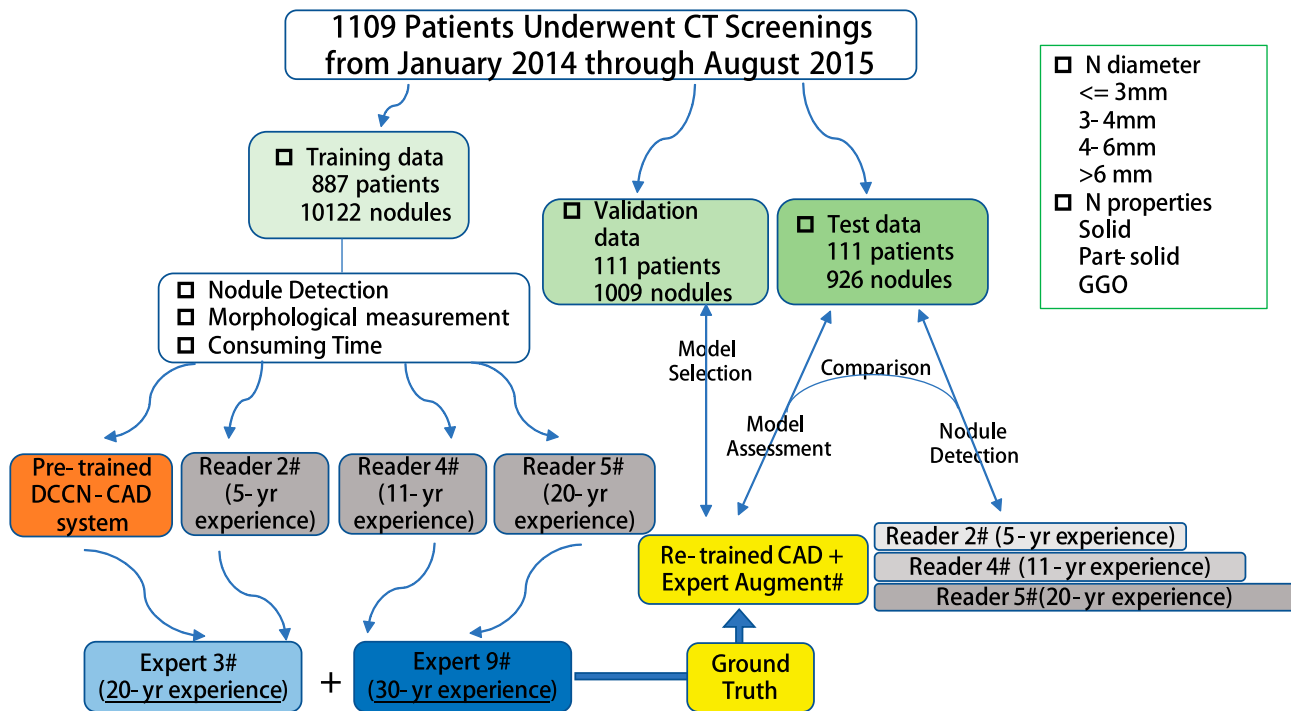 1109 Patients Underwent CT Screenings
from January 2014 through August 2015
N diameter
<= 3mm
3-4mm
4-6mm
>6 mm
N properties
Solid
Part-solid
GGO
Training data
887 patients
10122 nodules
Validation
data
111 patients
1009 nodules
Test data
111 patients
926 nodules
Nodule Detection
Morphological measurement
Consuming Time
Model
Selection
Comparison
Model
Assessment
Nodule
Detection
Pre-trained
DCCN-CAD
system
Reader 2#
(5-yr
experience)
Reader 4#
(11-yr
experience)
Reader 5#
(20-yr
experience)
Re-trained CAD +
Expert Augment#
Reader 2# (5-yr experience)
Reader 4# (11-yr experience)
Reader 5#(20-yr experience)
Expert 3#
(20-yr experience)
+
Expert 9#
(30-yr experience)
Ground
Truth